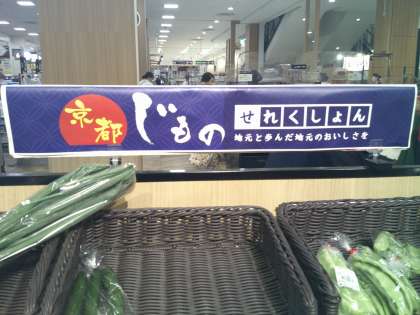 京都
じもの
せれくしょん
地元と歩んだ地元のおいしさを